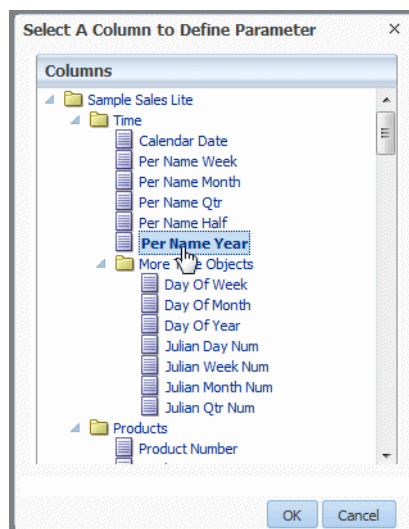 Select A Column to Define Parameter
Columns
Sample Sales Lite
Time
Calendar Date
Per Name Week
Per Name Month
Per Name Qtr
Per Name Half
Per Name Year
More Time Objects
Day Of Week
Day Of Month
Day Of Year
Julian Day Num
Julian Week Num
Julian Month Num
Julian Qtr Num
Products
Product Number
OK Cancel